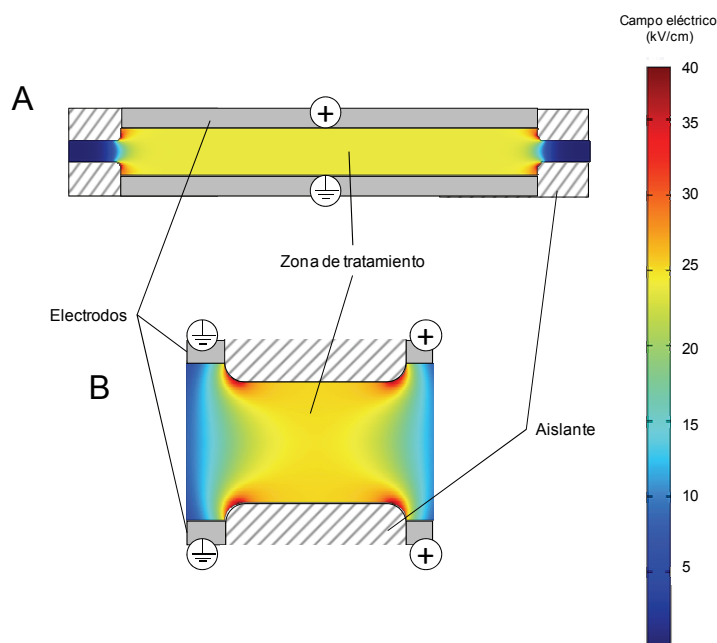 Campo eléctrico
(kV/cm)
A
40
35
30
25
20
15
10
5
+
Zona de tratamiento
Electrodos
+
B
Aislante
+